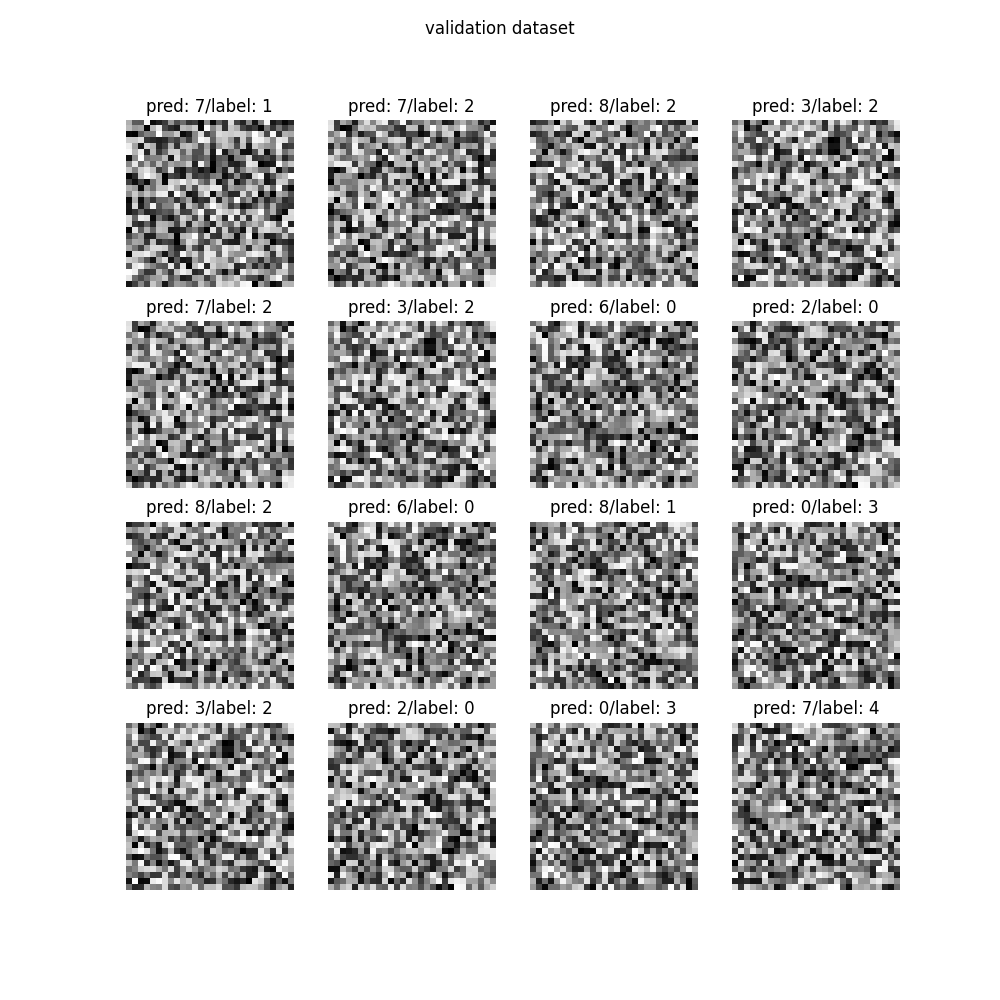 validation dataset
pred: 7/label: 1
pred: 7/label: 2
pred: 8/label: 2
pred: 3/label: 2
pred: 7/label: 2
pred: 3/label: 2
pred: 6/label: 0
pred: 2/label: 0
pred: 8/label: 2
pred: 6/label: 0
pred: 8/label: 1
pred: 0/label: 3
pred: 3/label: 2
pred: 2/label: 0
pred: 0/label: 3
pred: 7/label: 4